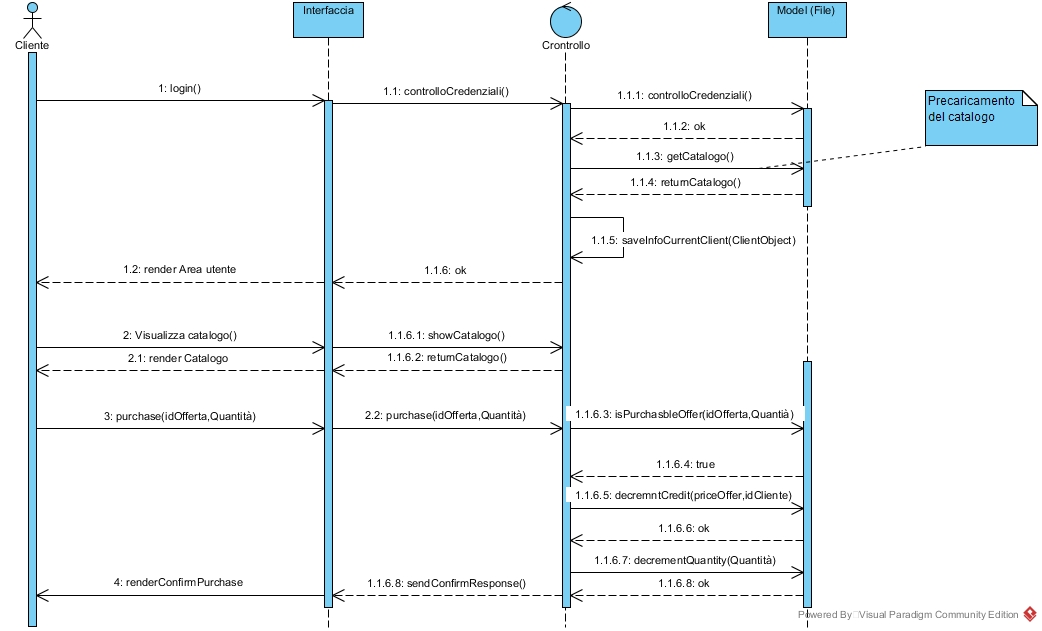 Interfaccia
Model (File)
Cliente
Crontrollo
1: login()
1.1: controlloCredenziali()
1.1.1: controlloCredenziali()
Precaricamento
del catalogo
1.1.2: ok
1.1.3: getCatalogo()
1.1.4: returnCatalogo()
1.1.5: saveInfoCurrentClient(ClientObject)
1.2: render Area utente
1.1.6: ok
2: Visualizza catalogo()
1.1.6.1: showCatalogo()
2.1: render Catalogo
1.1.6.2: returnCatalogo()
3: purchase(idOfferta,Quantità)
2.2: purchase(idOfferta,Quantità)
1.1.6.3: isPurchasbleOffer(idOfferta,Quantià)
1.1.6.4: true
1.1.6.5: decremntCredit(priceOffer,idCliente)
1.1.6.6: ok
1.1.6.7: decrementQuantity(Quantità)
4: renderConfirmPurchase
1.1.6.8: sendConfirmResponse()
1.1.6.8: ok
Powered By Visual Paradigm Community Edition